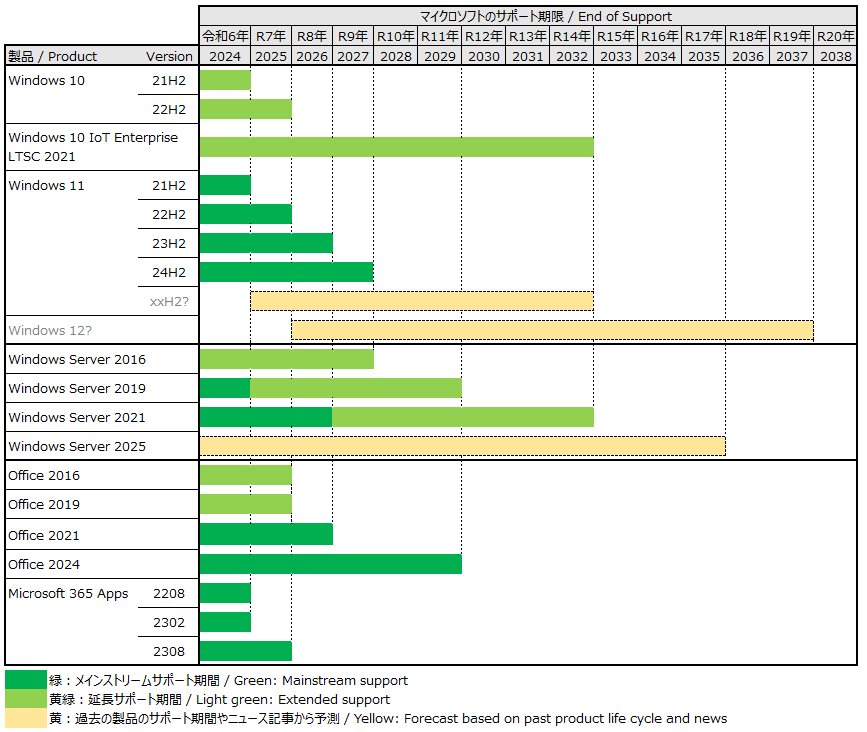 マイクロソフトのサポート期限 / End of Support
令和6年 R7年 R8年 R9年 R10年 R11年 R12年 R13年 R14年 R15年 R16年 R17年 R18年 R19年 R20年
製品 / Product Version 2024 2025 2026 2027 2028 2029 2030 2031 2032 2033 2034 2035 2036 2037 2038
Windows 10 21H2
22H2
Windows 10 IoT Enterprise
LTSC 2021
Windows 11 21H2
22H2
23H2
24H2
xxH2?
Windows 12?
Windows Server 2016
Windows Server 2019
Windows Server 2021
Windows Server 2025
Office 2016
Office 2019
Office 2021
Office 2024
Microsoft 365 Apps 2208
2302
2308
緑：メインストリームサポート期間 / Green: Mainstream support
黄緑：延長サポート期間 / Light green: Extended support
黄：過去の製品のサポート期間やニュース記事から予測 / Yellow: Forecast based on past product life cycle and news